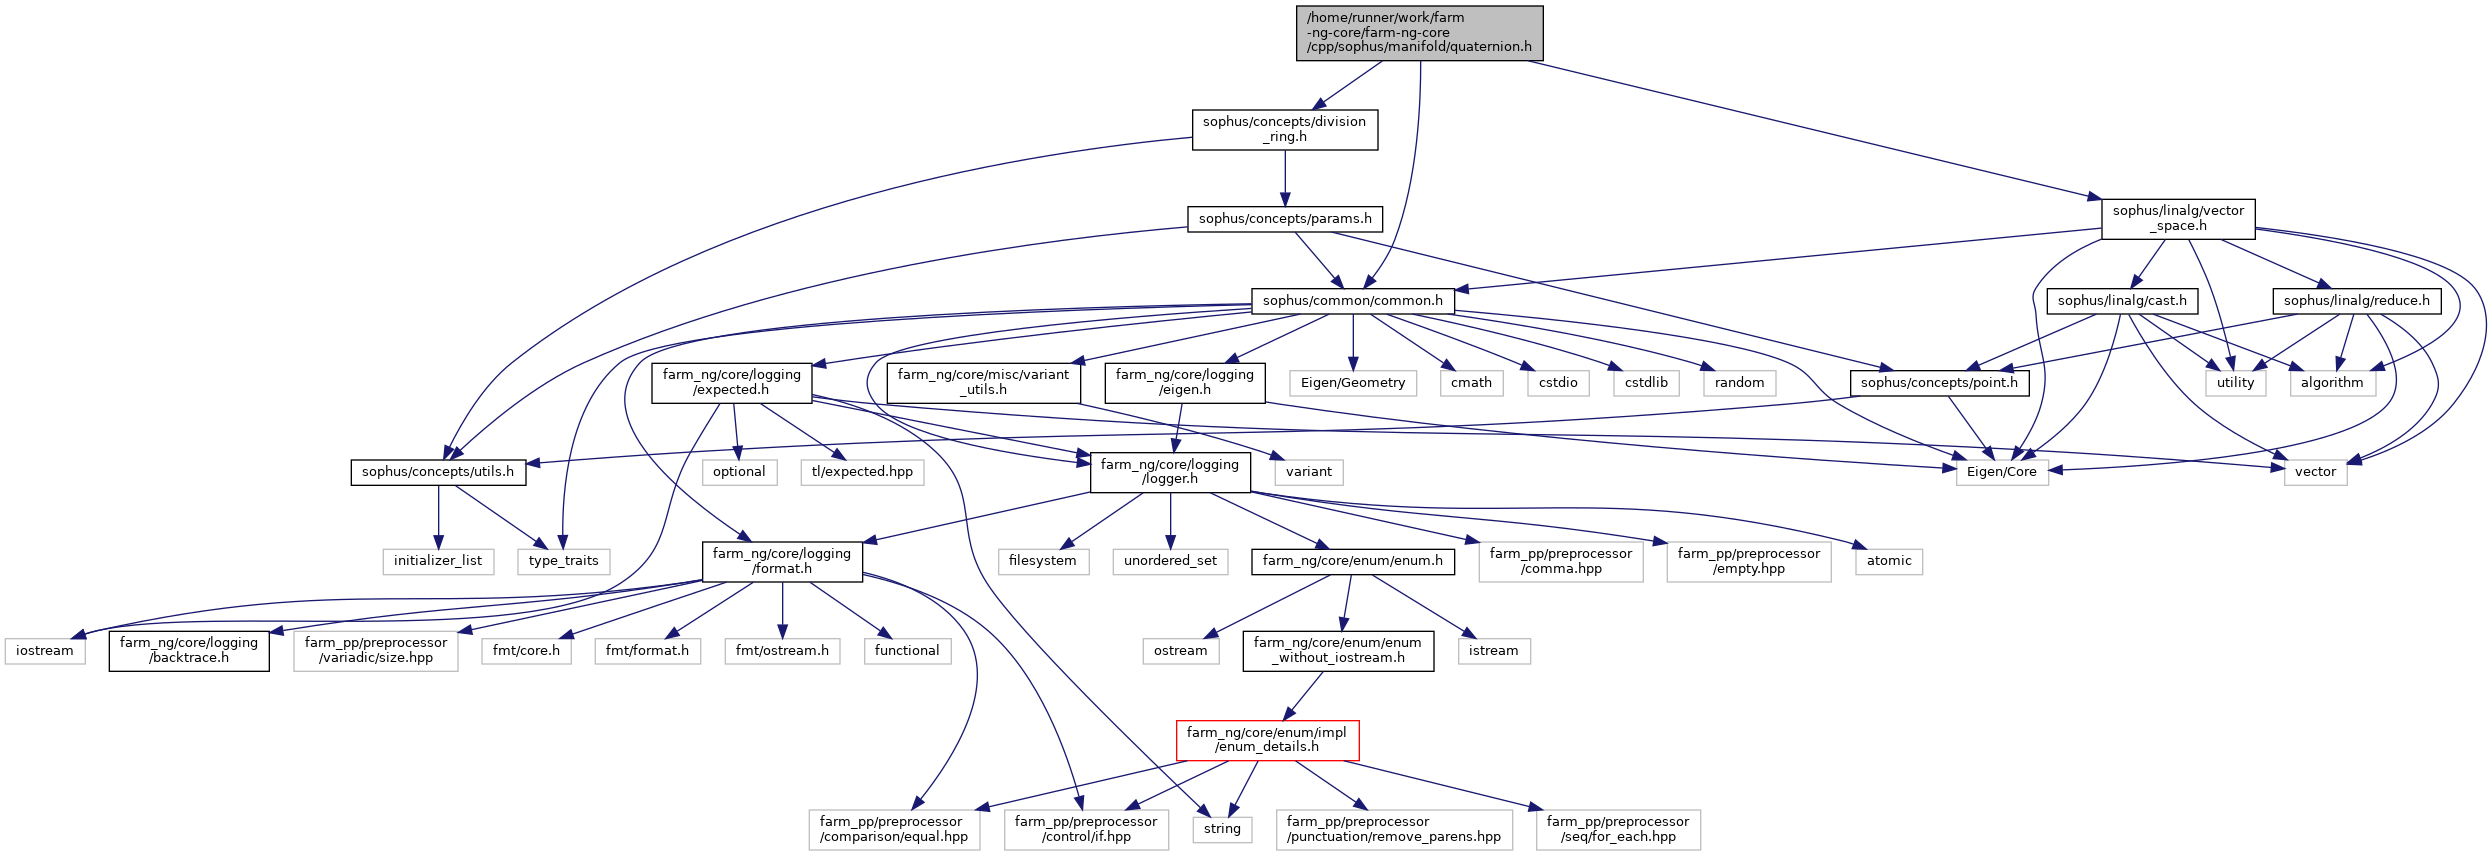 /home/runner/work/farm
-ng-core/farm-ng-core
/cpp/sophus/manifold/quaternion.h
sophus/concepts/division
_ring.h
sophus/concepts/params.h
sophus/linalg/vector
_space.h
sophus/common/common.h
sophus/linalg/cast.h
sophus/linalg/reduce.h
farm_ng/core/logging
/expected.h
farm_ng/core/misc/variant
_utils.h
farm_ng/core/logging
/eigen.h
Eigen/Geometry
cmath
cstdio
cstdlib
random
sophus/concepts/point.h
utility
algorithm
sophus/concepts/utils.h
optional
tl/expected.hpp
farm_ng/core/logging
/logger.h
variant
Eigen/Core
vector
initializer_list
type_traits
farm_ng/core/logging
/format.h
filesystem
unordered_set
farm_ng/core/enum/enum.h
farm_pp/preprocessor
/comma.hpp
farm_pp/preprocessor
/empty.hpp
atomic
iostream
farm_ng/core/logging
/backtrace.h
farm_pp/preprocessor
/variadic/size.hpp
fmt/core.h
fmt/format.h
fmt/ostream.h
functional
ostream
farm_ng/core/enum/enum
_without_iostream.h
istream
farm_ng/core/enum/impl
/enum_details.h
farm_pp/preprocessor
/comparison/equal.hpp
farm_pp/preprocessor
/control/if.hpp
string
farm_pp/preprocessor
/punctuation/remove_parens.hpp
farm_pp/preprocessor
/seq/for_each.hpp